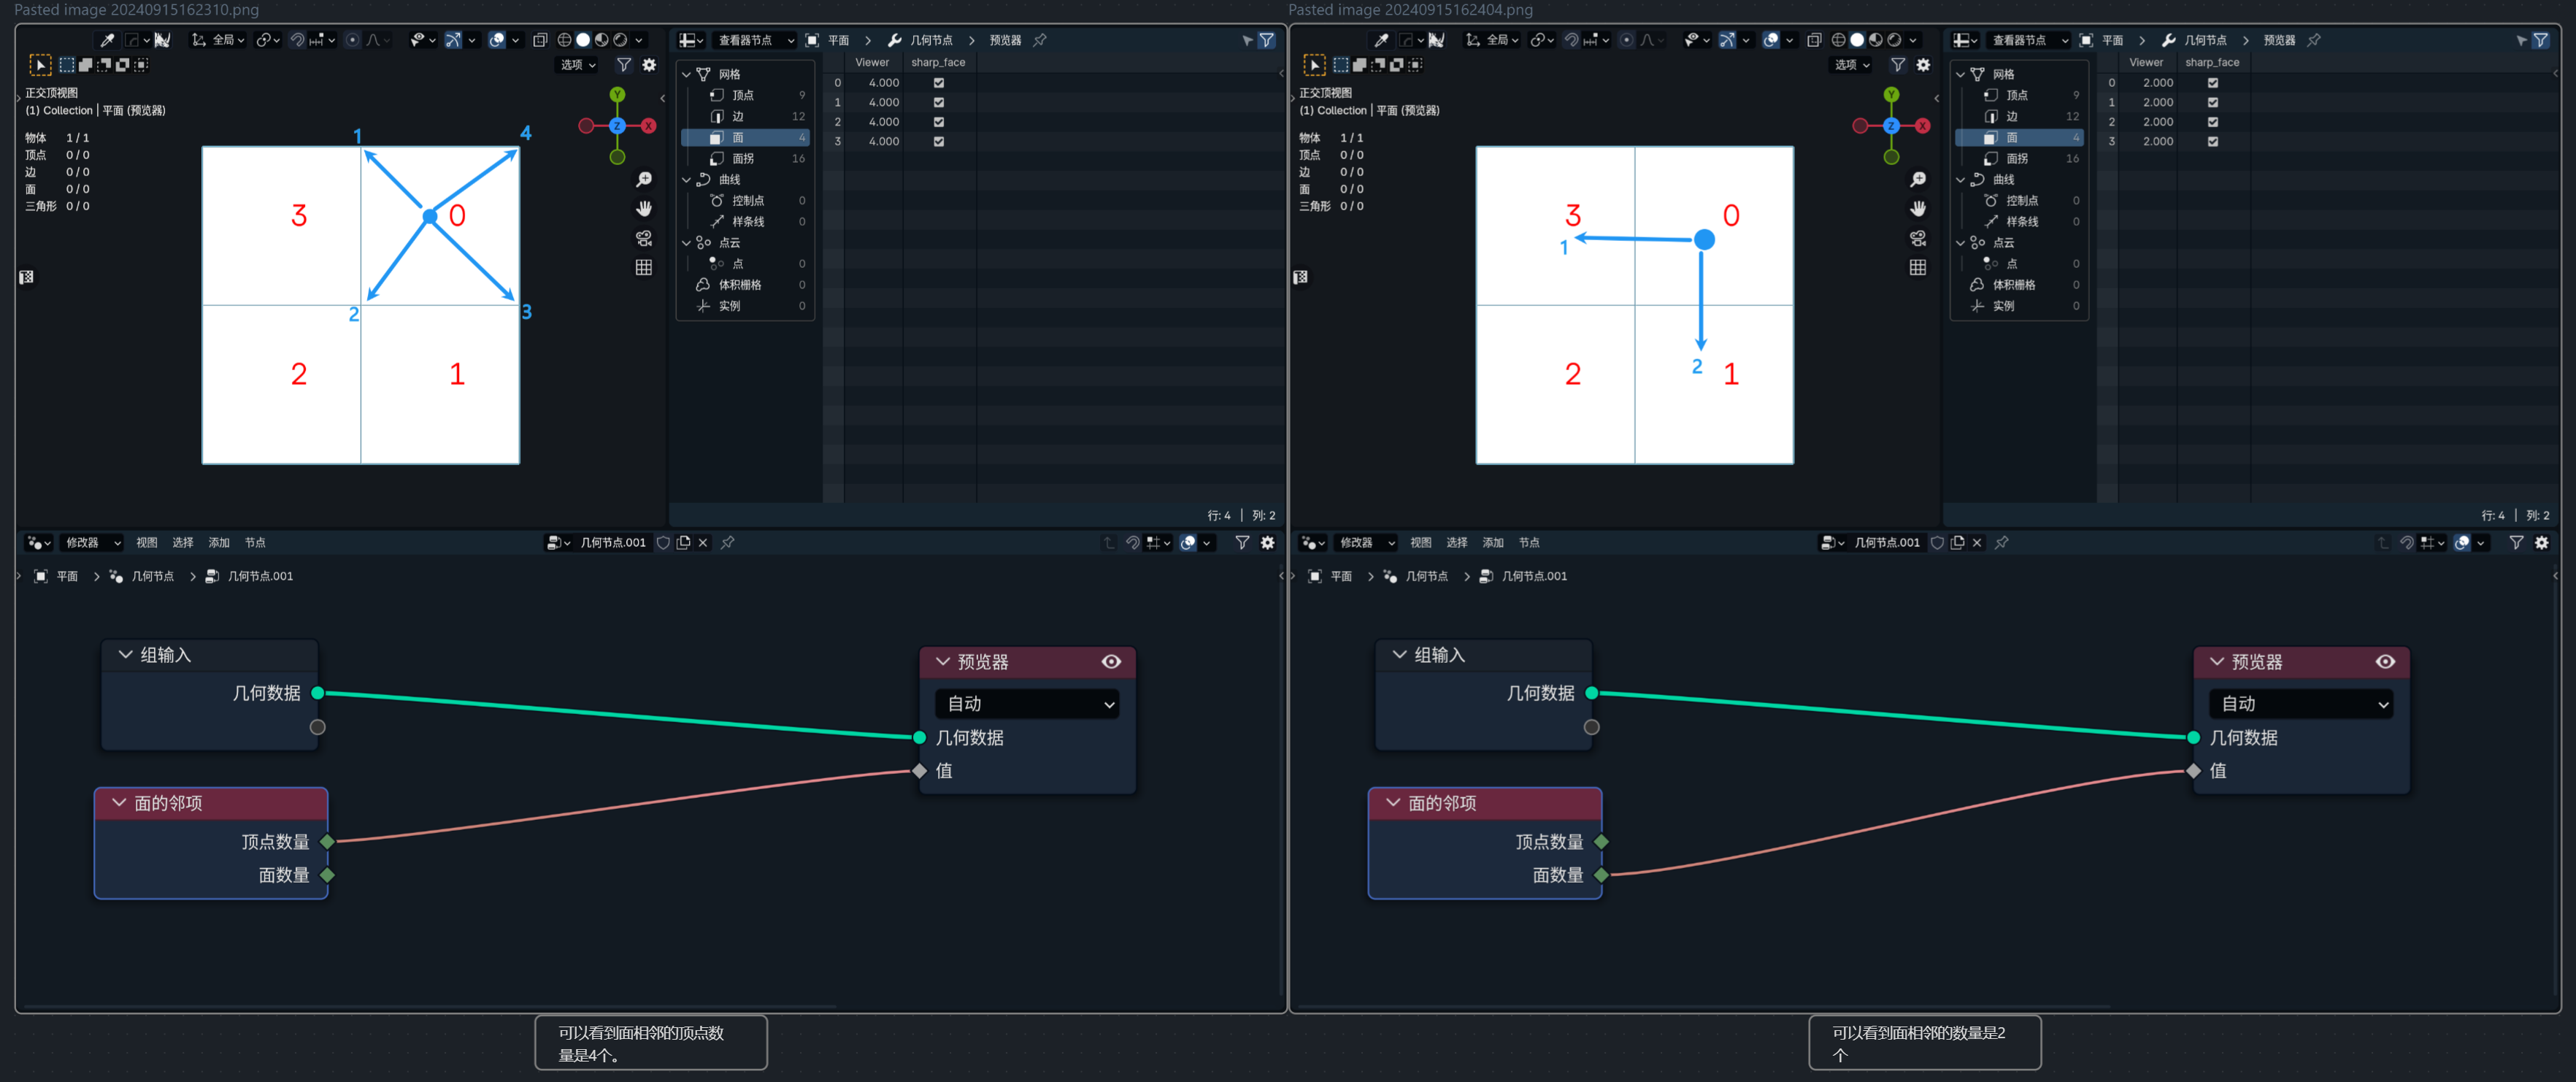 Pasted image 20240915162310.png
全局
选项
正交顶视图
(1) Collection | 平面 (预览器)
物体 1 / 1
顶点 0 / 0
边 0 / 0
面 0 / 0
三角形 0 / 0
Y
Z
X
1
4
3
0
2
3
2
1
查看器节点
平面
几何节点
预览器
网格
顶点 9
边 12
面 4
面拐 16
曲线
控制点 0
样条线 0
点云
点 0
体积栅格 0
实例 0
Viewer sharp_face
0 4.000
1 4.000
2 4.000
3 4.000
行: 4 | 列: 2
修改器 视图 选择 添加 节点
几何节点.001
平面 几何节点 几何节点.001
组输入
几何数据
面的邻项
顶点数量
面数量
预览器
自动
几何数据
值
可以看到面相邻的顶点数
量是4个。
Pasted image 20240915162404.png
全局
选项
正交顶视图
(1) Collection | 平面 (预览器)
物体 1 / 1
顶点 0 / 0
边 0 / 0
面 0 / 0
三角形 0 / 0
Y
Z
X
3
0
1
2
2
1
查看器节点
平面
几何节点
预览器
网格
顶点 9
边 12
面 4
面拐 16
曲线
控制点 0
样条线 0
点云
点 0
体积栅格 0
实例 0
Viewer sharp_face
0 2.000
1 2.000
2 2.000
3 2.000
行: 4 | 列: 2
修改器 视图 选择 添加 节点
几何节点.001
平面 几何节点 几何节点.001
组输入
几何数据
面的邻项
顶点数量
面数量
预览器
自动
几何数据
值
可以看到面相邻的数量是2
个